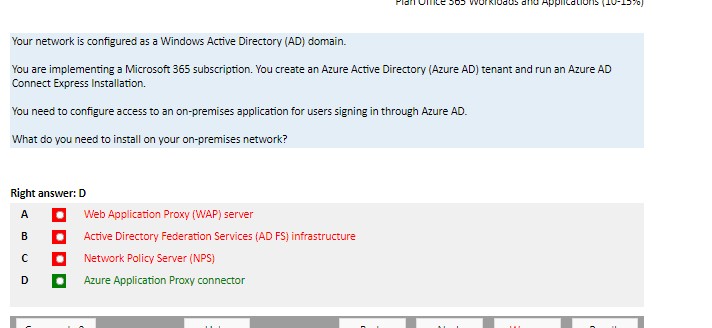 Plan Office 365 Workloads and Applications (10-15%)
Your network is configured as a Windows Active Directory (AD) domain.
You are implementing a Microsoft 365 subscription. You create an Azure Active Directory (Azure AD) tenant and run an Azure AD
Connect Express Installation.
You need to configure access to an on-premises application for users signing in through Azure AD.
What do you need to install on your on-premises network?
Right answer: D
A Web Application Proxy (WAP) server
B Active Directory Federation Services (AD FS) infrastructure
C Network Policy Server (NPS)
D Azure Application Proxy connector